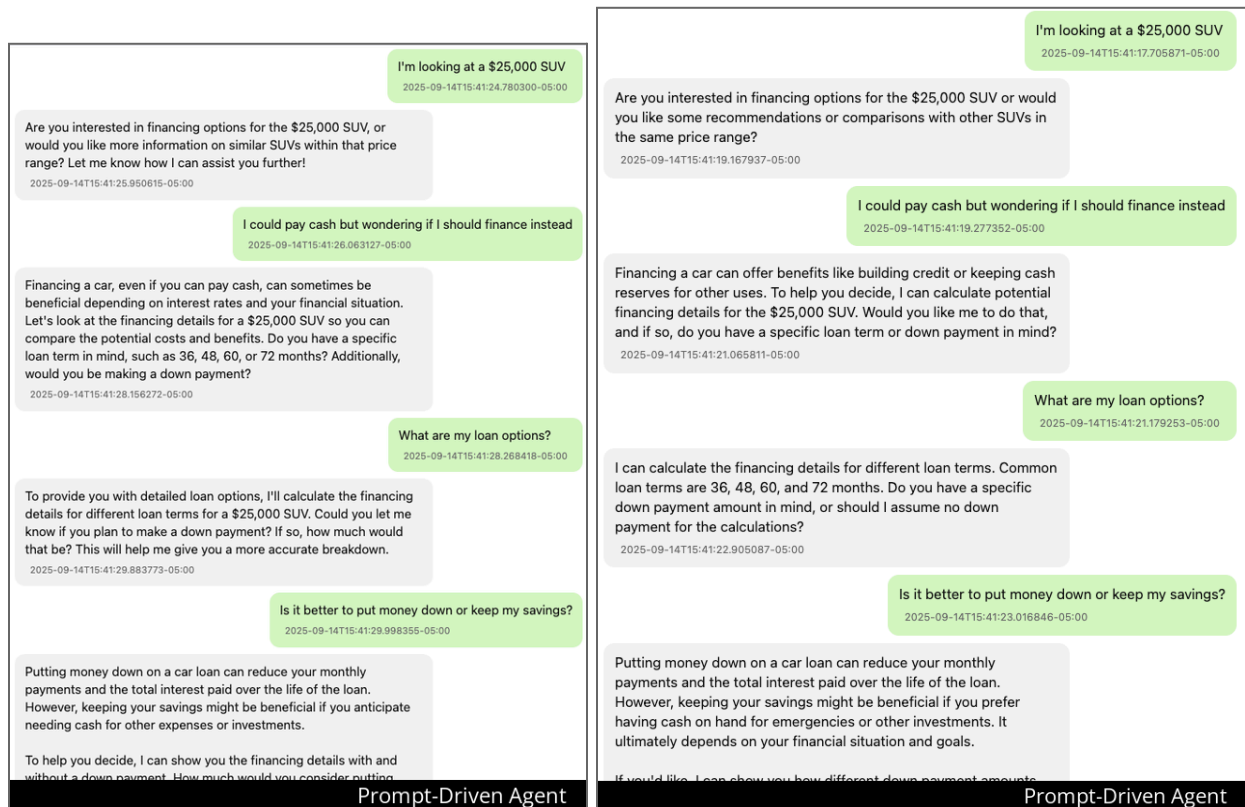 I'm looking at a $25,000 SUV
2025-09-14T15:41:24.780300-05:00
Are you interested in financing options for the $25,000 SUV, or
would you like more information on similar SUVs within that price
range? Let me know how I can assist you further!
2025-09-14T15:41:25.950615-05:00
I could pay cash but wondering if I should finance instead
2025-09-14T15:41:26.063127-05:00
Financing a car, even if you can pay cash, can sometimes be
beneficial depending on interest rates and your financial situation.
Let's look at the financing details for a $25,000 SUV so you can
compare the potential costs and benefits. Do you have a specific
loan term in mind, such as 36, 48, 60, or 72 months? Additionally,
would you be making a down payment?
2025-09-14T15:41:28.156272-05:00
What are my loan options?
2025-09-14T15:41:28.268418-05:00
To provide you with detailed loan options, I'll calculate the financing
details for different loan terms for a $25,000 SUV. Could you let me
know if you plan to make a down payment? If so, how much would
that be? This will help me give you a more accurate breakdown.
2025-09-14T15:41:29.883773-05:00
Is it better to put money down or keep my savings?
2025-09-14T15:41:29.998355-05:00
Putting money down on a car loan can reduce your monthly
payments and the total interest paid over the life of the loan.
However, keeping your savings might be beneficial if you anticipate
needing cash for other expenses or investments.
To help you decide, I can show you the financing details with and
without a down payment. How much would you consider putting
Prompt-Driven Agent
I'm looking at a $25,000 SUV
2025-09-14T15:41:17.705871-05:00
Are you interested in financing options for the $25,000 SUV or would
you like some recommendations or comparisons with other SUVs in
the same price range?
2025-09-14T15:41:19.167937-05:00
I could pay cash but wondering if I should finance instead
2025-09-14T15:41:19.277352-05:00
Financing a car can offer benefits like building credit or keeping cash
reserves for other uses. To help you decide, I can calculate potential
financing details for the $25,000 SUV. Would you like me to do that,
and if so, do you have a specific loan term or down payment in mind?
2025-09-14T15:41:21.065811-05:00
What are my loan options?
2025-09-14T15:41:21.179253-05:00
I can calculate the financing details for different loan terms. Common
loan terms are 36, 48, 60, and 72 months. Do you have a specific
down payment amount in mind, or should I assume no down
payment for the calculations?
2025-09-14T15:41:22.905087-05:00
Is it better to put money down or keep my savings?
2025-09-14T15:41:23.016846-05:00
Putting money down on a car loan can reduce your monthly
payments and the total interest paid over the life of the loan.
However, keeping your savings might be beneficial if you prefer
having cash on hand for emergencies or other investments. It
ultimately depends on your financial situation and goals.
If you'd like, I can show you how different down payment amounts
Prompt-Driven Agent